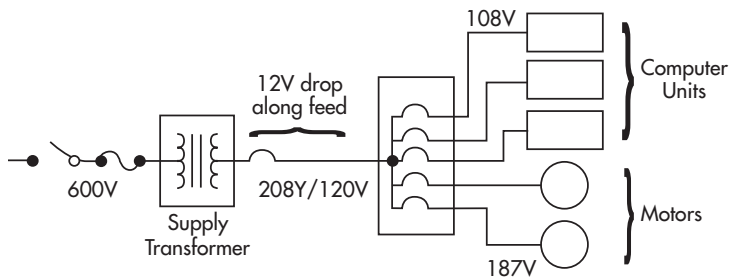 108V
12V drop
along feed
Computer
Units
600V
208Y/120V
Supply
Transformer
Motors
187V